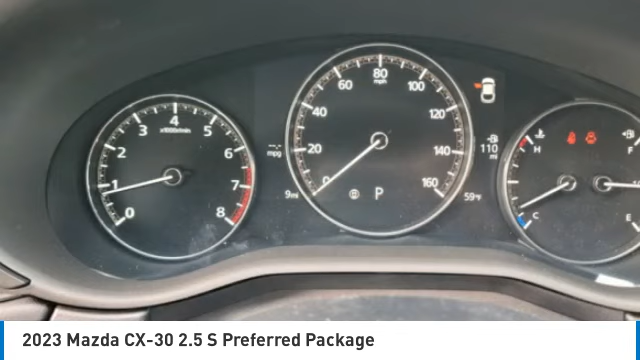 4
3 x1000r/min 5
2 6
1 7
0 8
80
60 mph 100
40 120
20 140
0 160
mpg
9mi P 59°F
110
mi
H F
C E
2023 Mazda CX-30 2.5 S Preferred Package